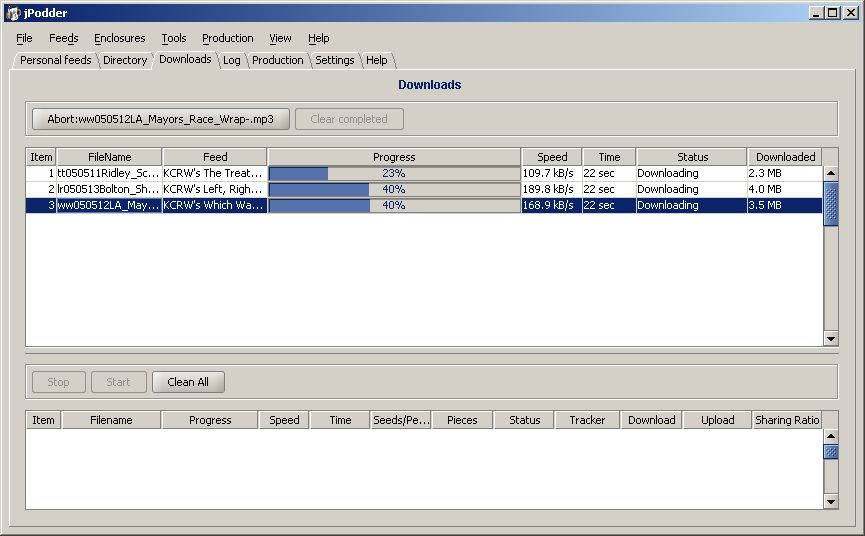 jPodder
File Feeds Enclosures Tools Production View Help
Personal feeds Directory Downloads Log Production Settings Help
Downloads
Abort:ww050512LA_Mayors_Race_Wrap-.mp3 Clear completed
Item FileName Feed Progress Speed Time Status Downloaded
1 tt050511Ridley_Sc... KCRW's The Treat... 23% 109.7 kB/s 22 sec Downloading 2.3 MB
2 lr050513Bolton_Sh... KCRW's Left, Righ... 40% 189.8 kB/s 22 sec Downloading 4.0 MB
3 ww050512LA_May... KCRW's Which Wa... 40% 168.9 kB/s 22 sec Downloading 3.5 MB
Stop Start Clean All
Item Filename Progress Speed Time Seeds/Pe... Pieces Status Tracker Download Upload Sharing Ratio